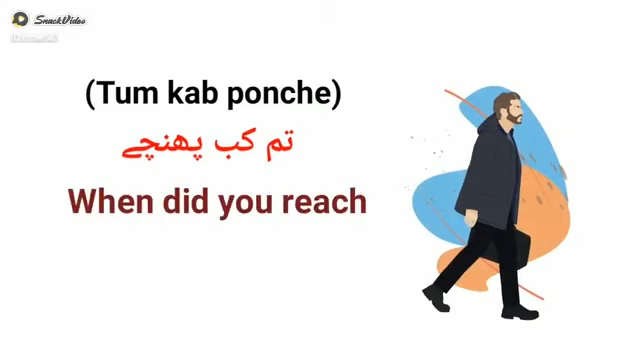 SnackVideo
(Tum kab ponche)
تم کب پھنچے
When did you reach